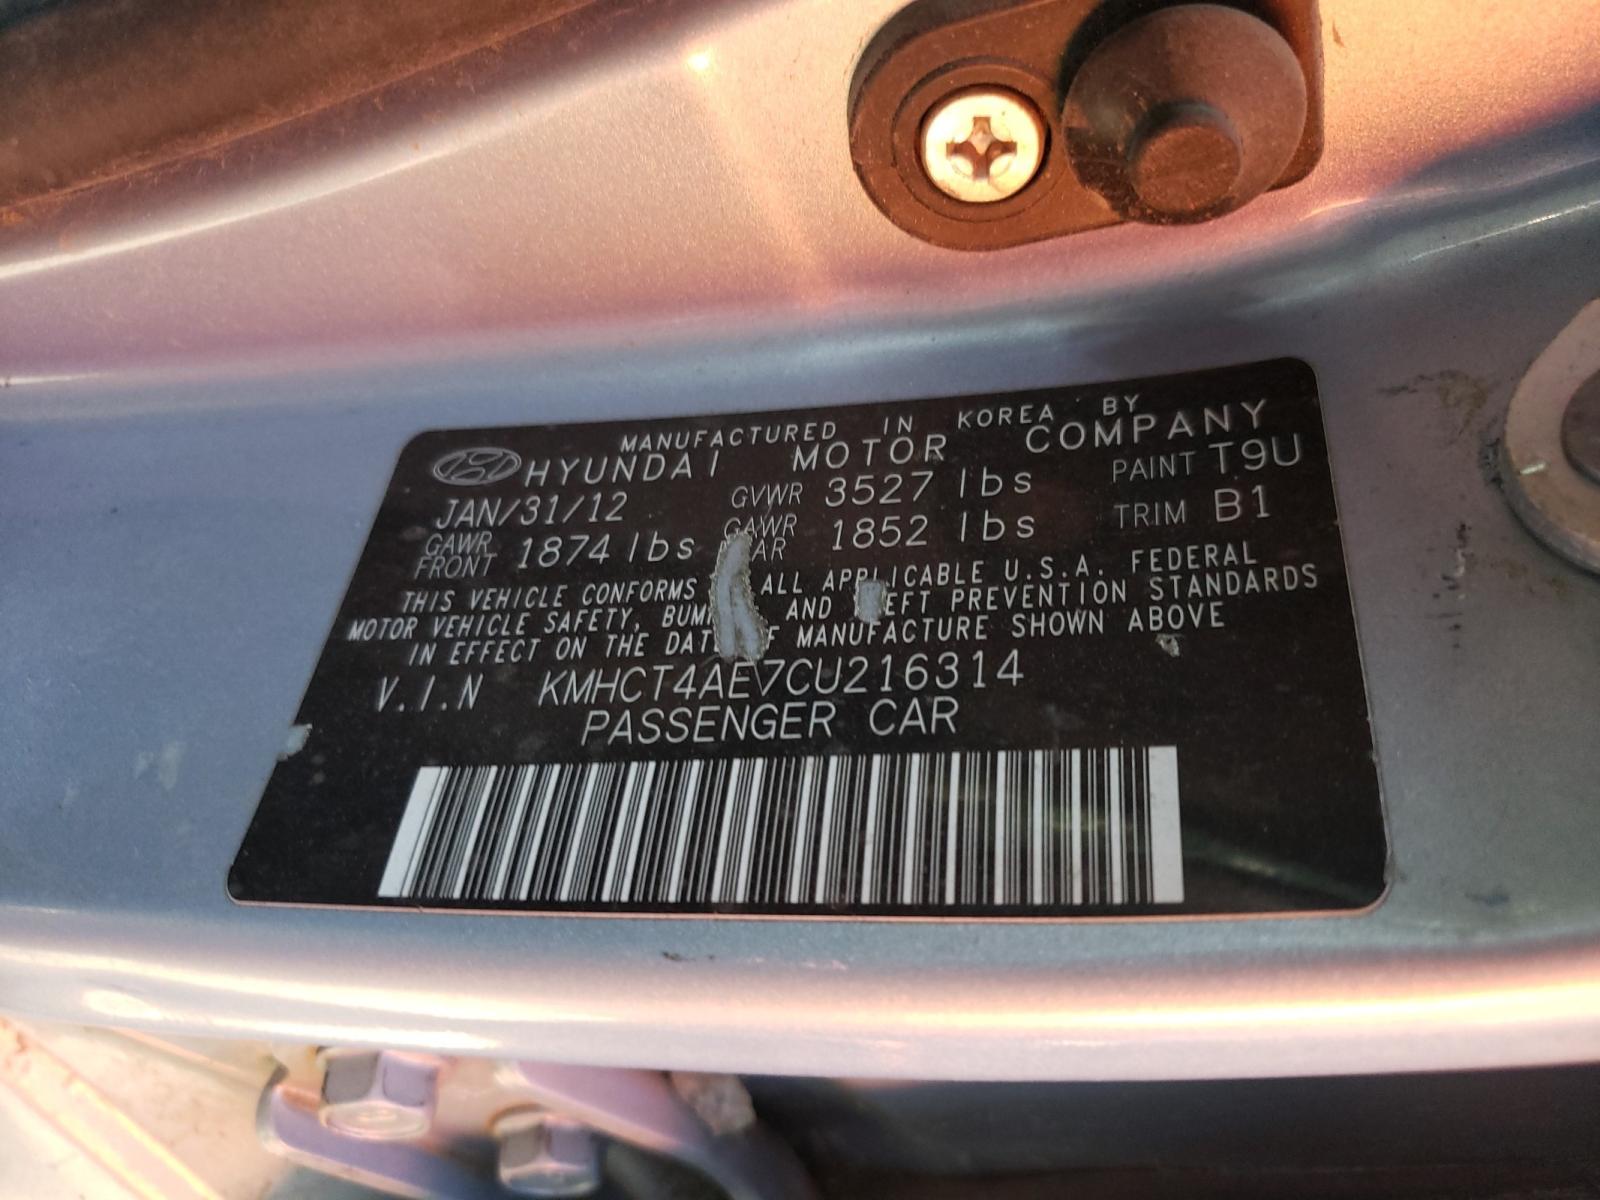 MANUFACTURED IN KOREA BY
HYUNDAI MOTOR COMPANY
JAN/31/12 GVWR 3527 lbs PAINT T9U
GAWR FRONT 1874 lbs GAWR 1852 lbs TRIM B1
THIS VEHICLE CONFORMS ALL APPLICABLE U.S.A. FEDERAL
MOTOR VEHICLE SAFETY, AND PREVENTION STANDARDS
IN EFFECT ON THE MANUFACTURE SHOWN ABOVE
V.I.N KMHCT4AE7CU216314
PASSENGER CAR